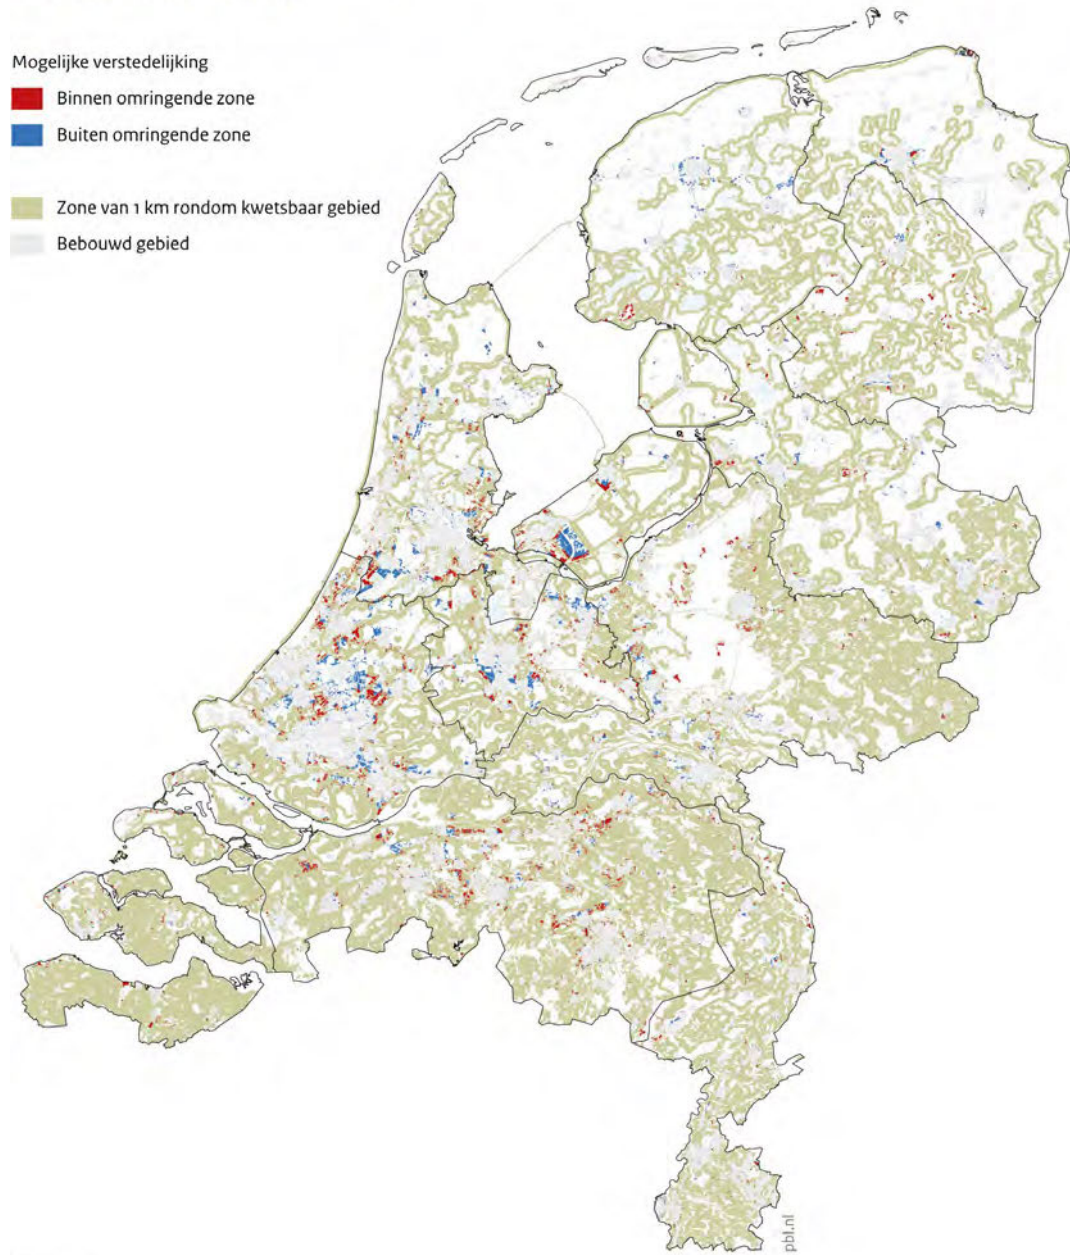 Mogelijke verstedelijking
Binnen omringende zone
Buiten omringende zone
Zone van 1 km rondom kwetsbaar gebied
Bebouwd gebied
pbl.nl